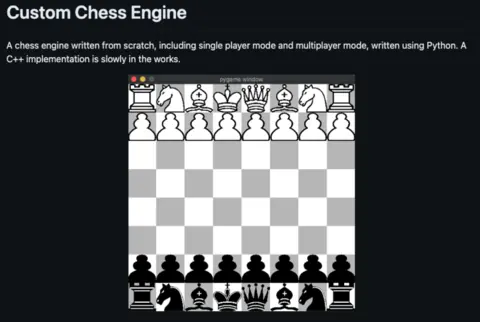 Custom Chess Engine
A chess engine written from scratch, including single player mode and multiplayer mode, written using Python. A
C++ implementation is slowly in the works.
pygame window